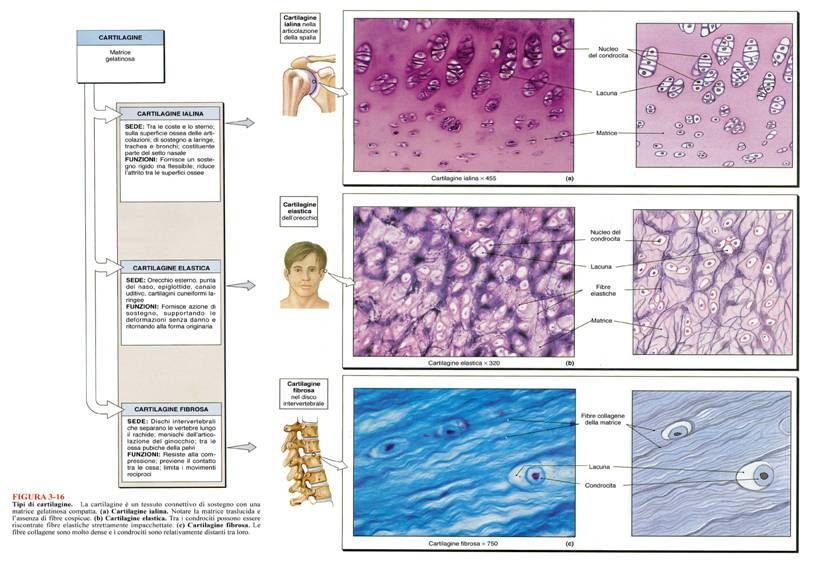 CARTILAGINE
Matrice
gelatinosa
CARTILAGINE IALINA
SEDE: Tra le coste e lo sterno;
sulla superficie ossea delle arti-
colazioni; di sostegno a laringe,
trachea e bronchi; costituente
parte del setto nasale
FUNZIONI: Fornisce un soste-
gno rigido ma flessibile; riduce
l'attrito tra le superfici ossee
CARTILAGINE ELASTICA
SEDE: Orecchio esterno, punta
del naso, epiglottide, canale
uditivo, cartilagini cuneiformi la-
ringee
FUNZIONI: Fornisce azione di
sostegno, supportando le
deformazioni senza danno e
ritornando alla forma originaria
CARTILAGINE FIBROSA
SEDE: Dischi intervertebrali
che separano le vertebre lungo
il rachide; menischi dell'artico-
lazione del ginocchio; tra le
ossa pubiche della pelvi
FUNZIONI: Resiste alla com-
pressione; previene il contatto
tra le ossa; limita i movimenti
reciproci
Cartilagine
ialina nella
articolazione
della spalla
Nucleo
del condrocita
Lacuna
Matrice
Cartilagine ialina × 455
(a)
Cartilagine
elastica
dell'orecchio
Nucleo del
condrocita
Lacuna
Fibre
elastiche
Matrice
Cartilagine elastica × 320
(b)
Cartilagine
fibrosa
nel disco
intervertebrale
Fibre collagene
della matrice
Lacuna
Condrocita
Cartilagine fibrosa × 750
(c)
FIGURA 3-16
Tipi di cartilagine. La cartilagine è un tessuto connettivo di sostegno con una
matrice gelatinosa compatta. (a) Cartilagine ialina. Notare la matrice traslucida e
l'assenza di fibre cospicue. (b) Cartilagine elastica. Tra i condrociti possono essere
riscontrate fibre elastiche strettamente impacchettate. (c) Cartilagine fibrosa. Le
fibre collagene sono molto dense e i condrociti sono relativamente distanti tra loro.